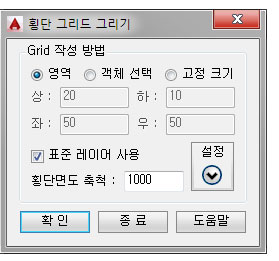 횡단 그리드 그리기
Grid 작성 방법
영역 객체 선택 고정 크기
상 : 20 하 : 10
좌 : 50 우 : 50
표준 레이어 사용
설정
횡단면도 축척 : 1000
확 인 종 료 도움말